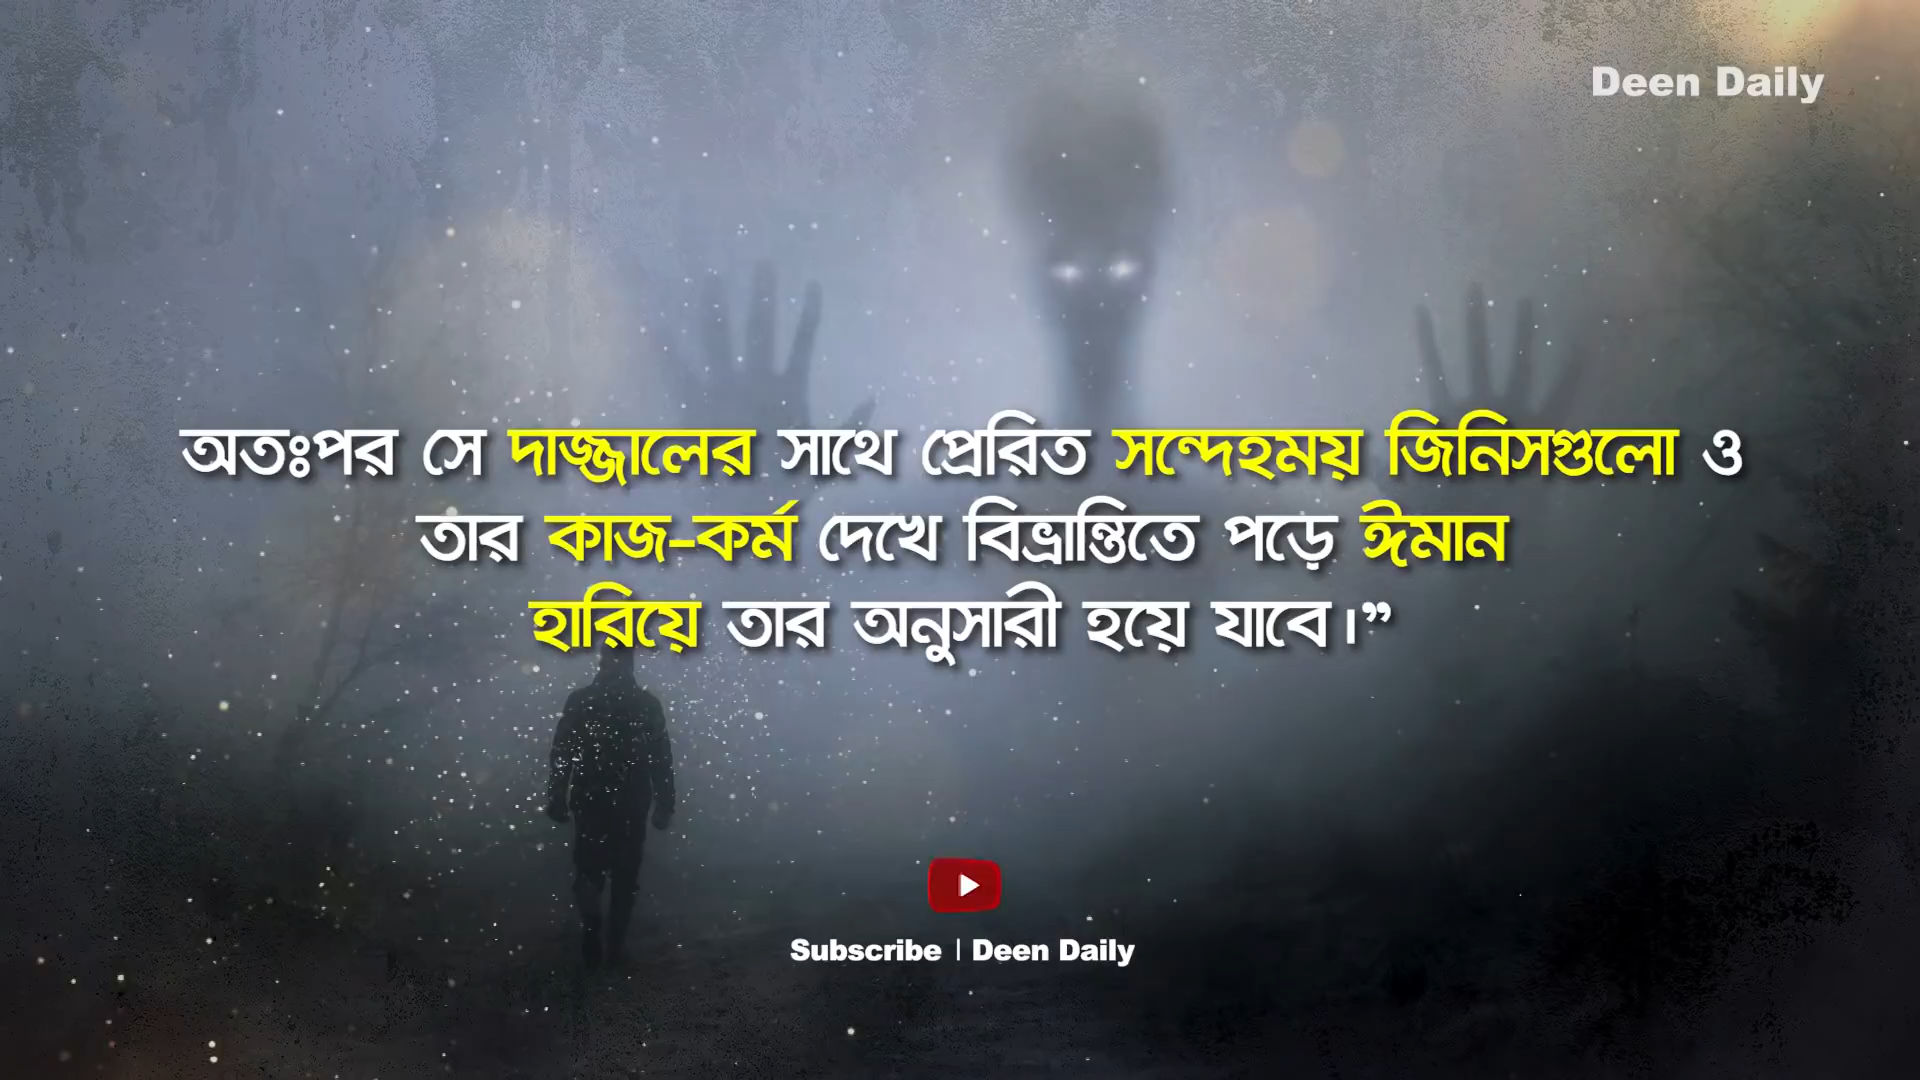 Deen Daily
অতঃপর সে দাজ্জালের সাথে প্রেরিত সন্দেহময় জিনিসগুলো ও
তার কাজ-কর্ম দেখে বিভ্রান্তিতে পড়ে ঈমান
হারিয়ে তার অনুসারী হয়ে যাবে।”
Subscribe | Deen Daily